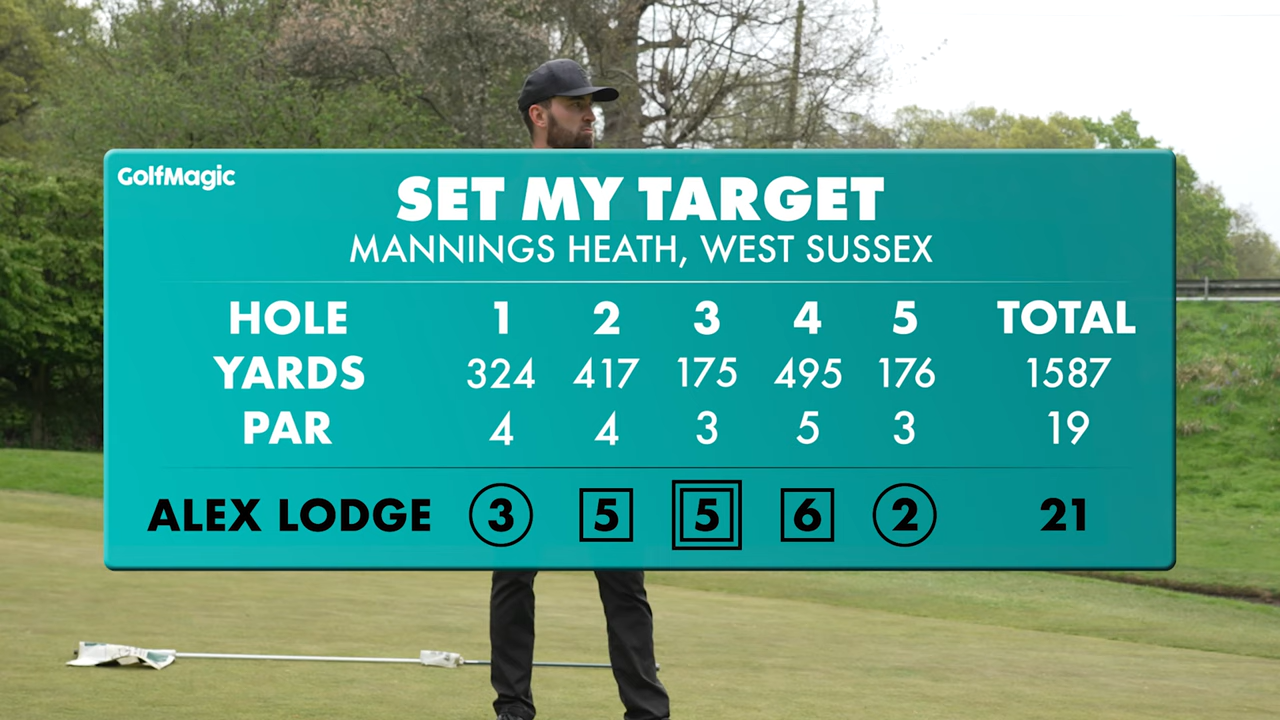 GolfMagic
SET MY TARGET
MANNINGS HEATH, WEST SUSSEX
HOLE 1 2 3 4 5 TOTAL
YARDS 324 417 175 495 176 1587
PAR 4 4 3 5 3 19
ALEX LODGE 3 5 5 6 2 21